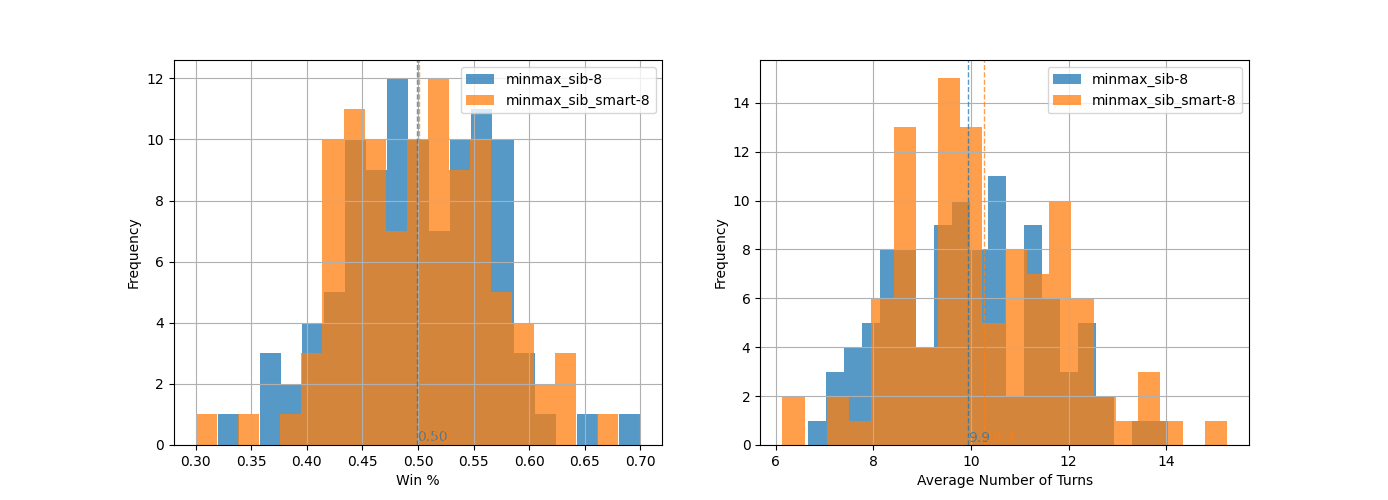 12
10
8
6
4
2
0
Frequency
minmax_sib-8
minmax_sib_smart-8
0.50
0.30 0.35 0.40 0.45 0.50 0.55 0.60 0.65 0.70
Win %
14
12
10
8
6
4
2
0
Frequency
minmax_sib-8
minmax_sib_smart-8
9.9
6 8 10 12 14
Average Number of Turns